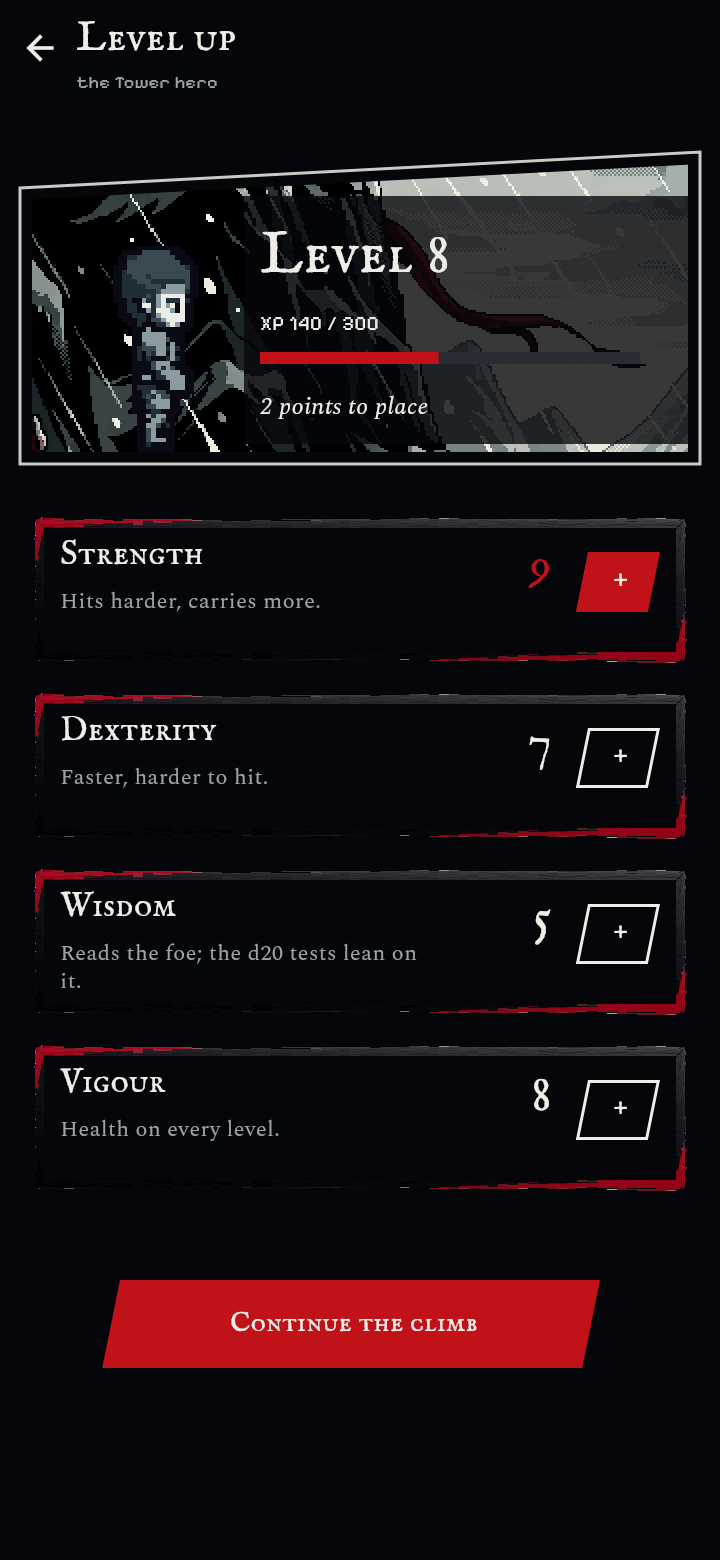 Level up
the Tower hero
Level 8
XP 140 / 300
2 points to place
Strength
9
+
Hits harder, carries more.
Dexterity
7
+
Faster, harder to hit.
Wisdom
5
+
Reads the foe; the d20 tests lean on
it.
Vigour
8
+
Health on every level.
Continue the climb